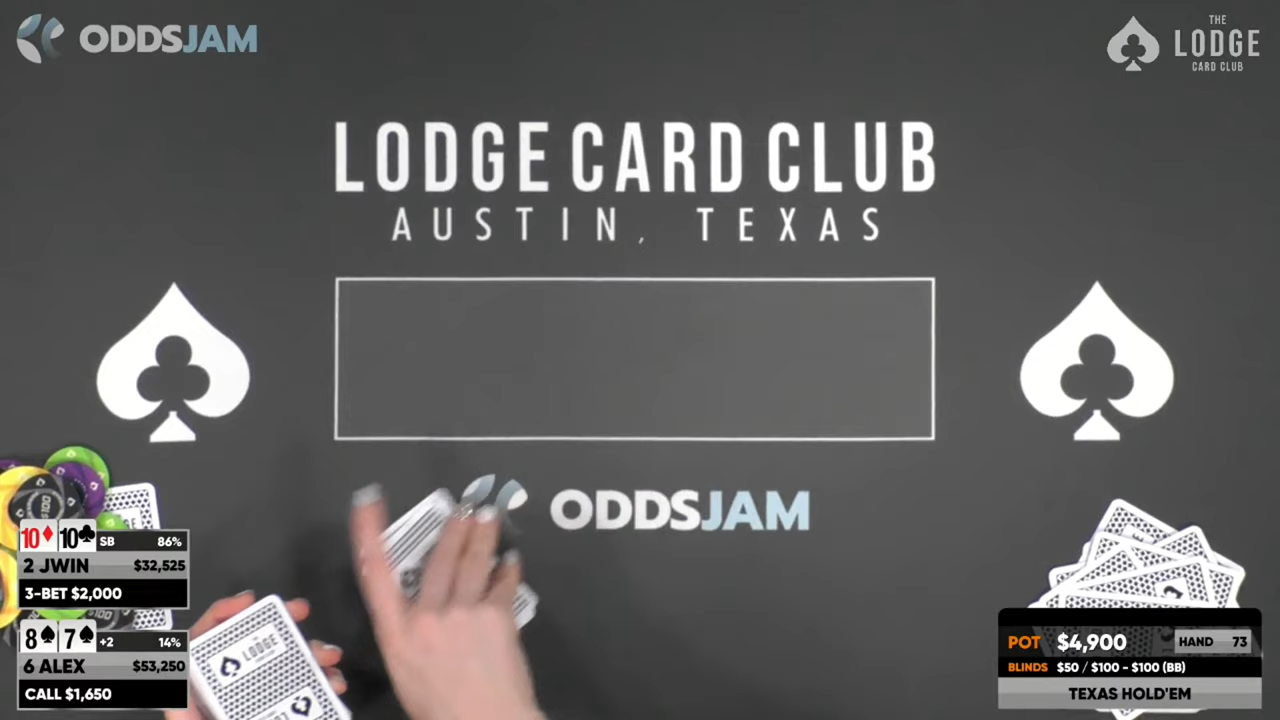 ODDSJAM
THE
LODGE
CARD CLUB
LODGE CARD CLUB
AUSTIN, TEXAS
ODDSJAM
10♦ 10♣ SB 86%
2 JWIN $32,525
3-BET $2,000
8♠ 7♠ +2 14%
6 ALEX $53,250
CALL $1,650
LODGE
$100
POT $4,900 HAND 73
BLINDS $50 / $100 - $100 (BB)
TEXAS HOLD'EM